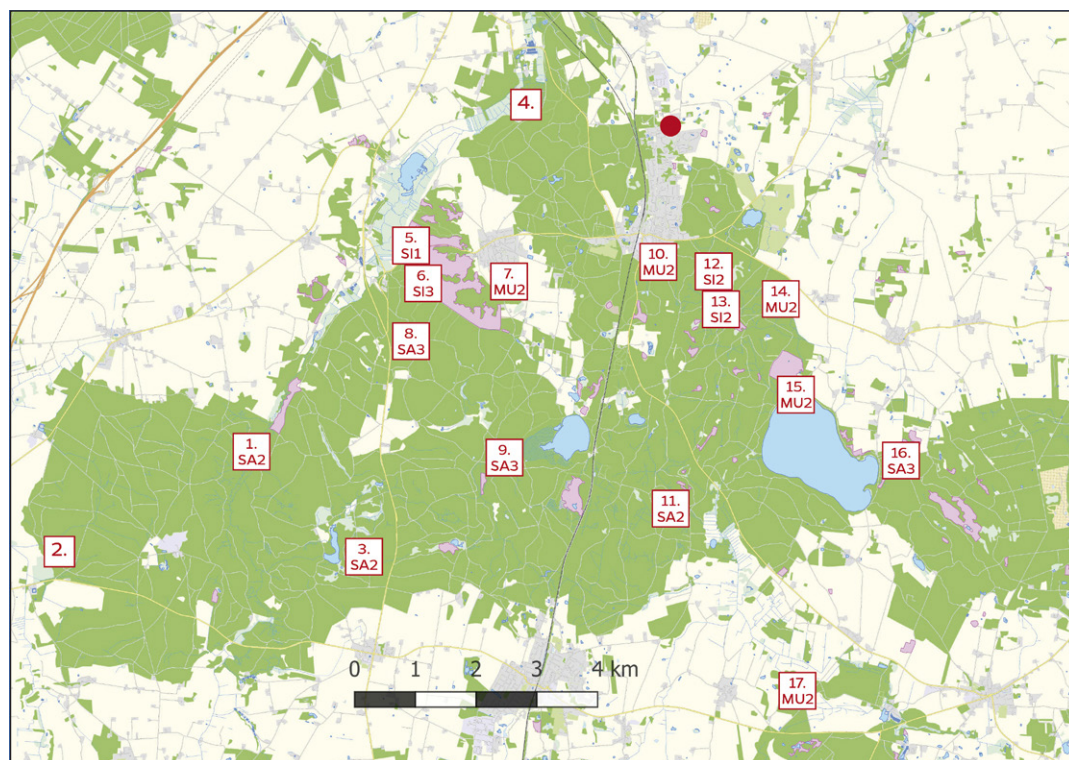 4.
5.
SI1
6.
SI3
7.
MU2
10.
MU2
12.
SI2
13.
SI2
14.
MU2
8.
SA3
15.
MU2
1.
SA2
9.
SA3
16.
SA3
11.
SA2
2.
3.
SA2
0 1 2 3 4 km
17.
MU2